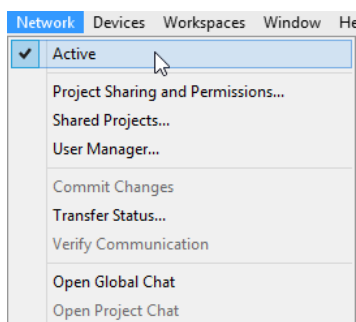 Network Devices Workspaces Window He
Active
Project Sharing and Permissions...
Shared Projects...
User Manager...
Commit Changes
Transfer Status...
Verify Communication
Open Global Chat
Open Project Chat